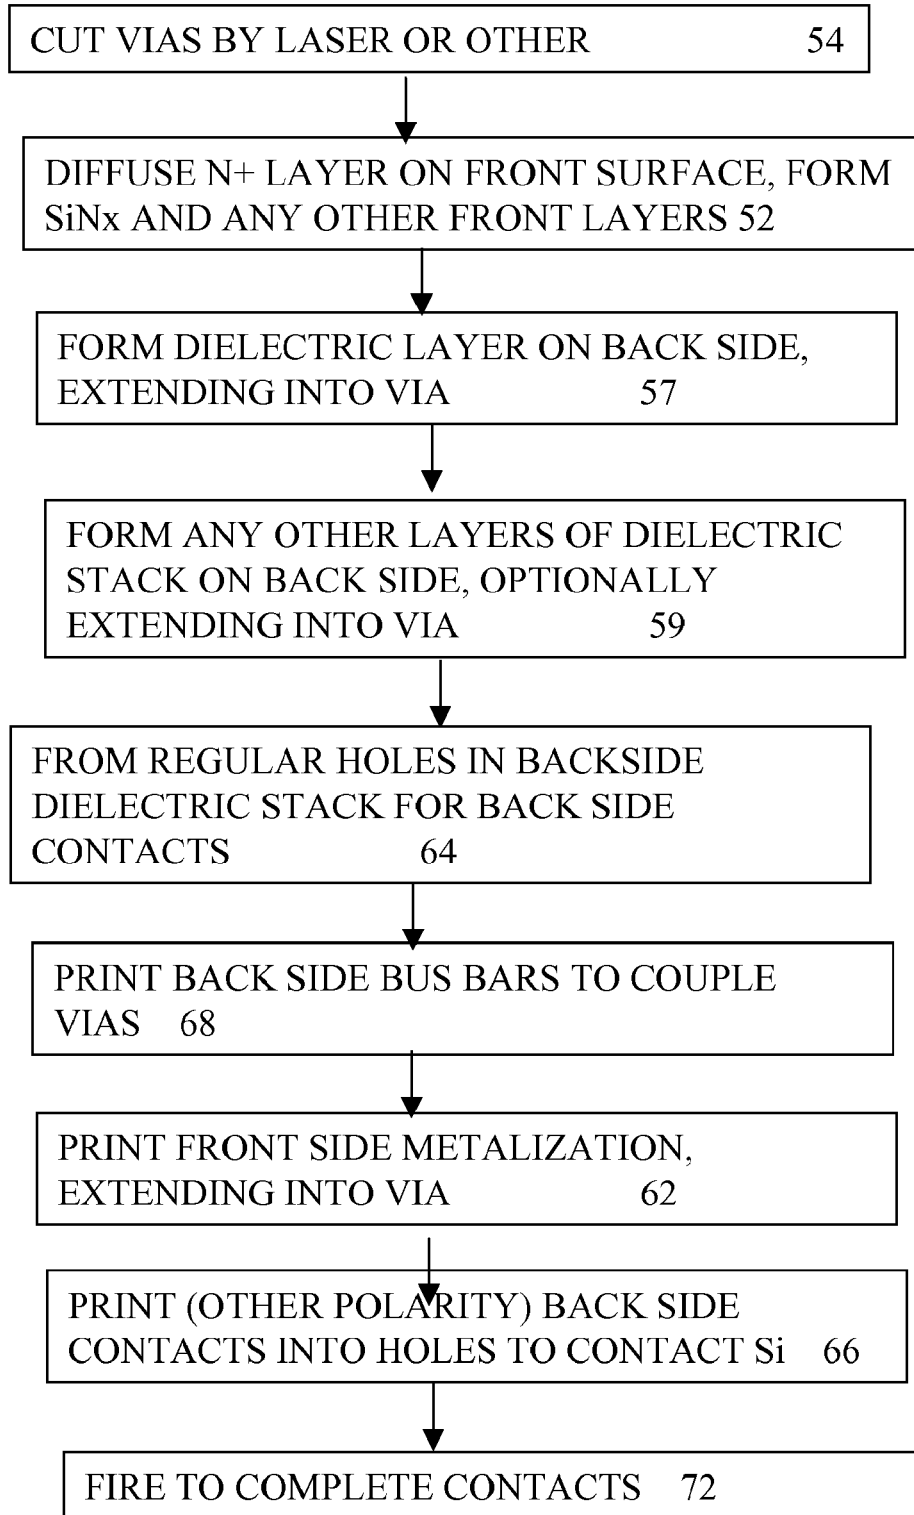 CUT VIAS BY LASER OR OTHER 54
DIFFUSE N+ LAYER ON FRONT SURFACE, FORM
SiNx AND ANY OTHER FRONT LAYERS 52
FORM DIELECTRIC LAYER ON BACK SIDE,
EXTENDING INTO VIA 57
FORM ANY OTHER LAYERS OF DIELECTRIC
STACK ON BACK SIDE, OPTIONALLY
EXTENDING INTO VIA 59
FROM REGULAR HOLES IN BACKSIDE
DIELECTRIC STACK FOR BACK SIDE
CONTACTS 64
PRINT BACK SIDE BUS BARS TO COUPLE
VIAS 68
PRINT FRONT SIDE METALIZATION,
EXTENDING INTO VIA 62
PRINT (OTHER POLARITY) BACK SIDE
CONTACTS INTO HOLES TO CONTACT Si 66
FIRE TO COMPLETE CONTACTS 72